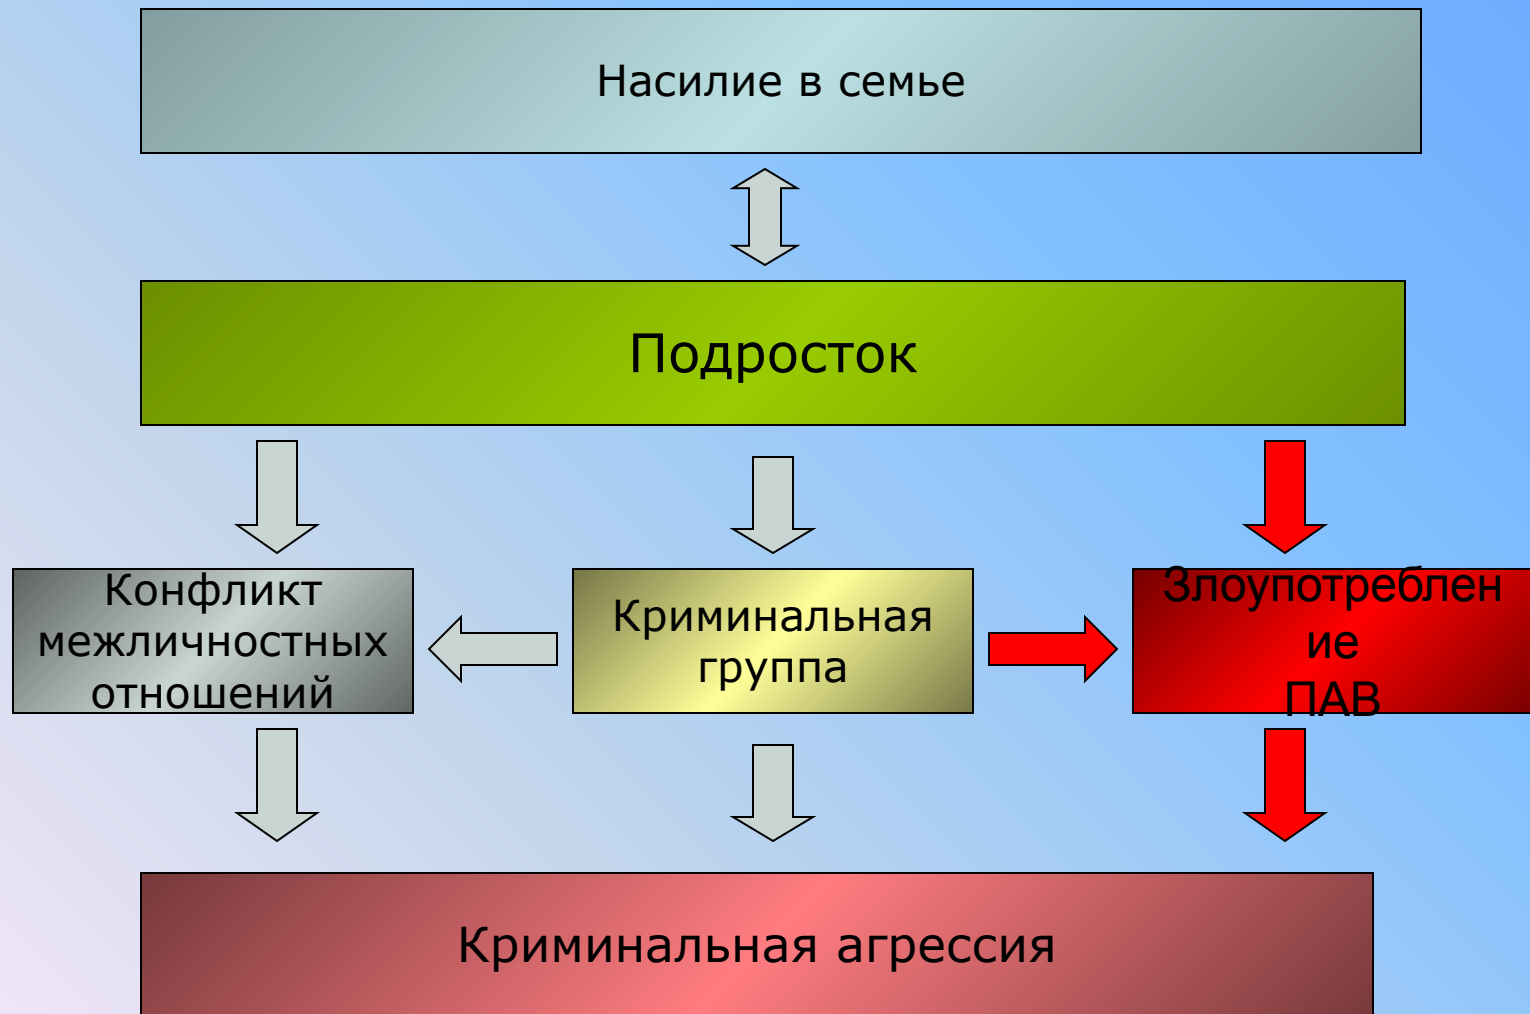 Насилие в семье
Подросток
Конфликт
межличностных
отношений
Криминальная
группа
Злоупотреблен
ие
ПАВ
Криминальная агрессия